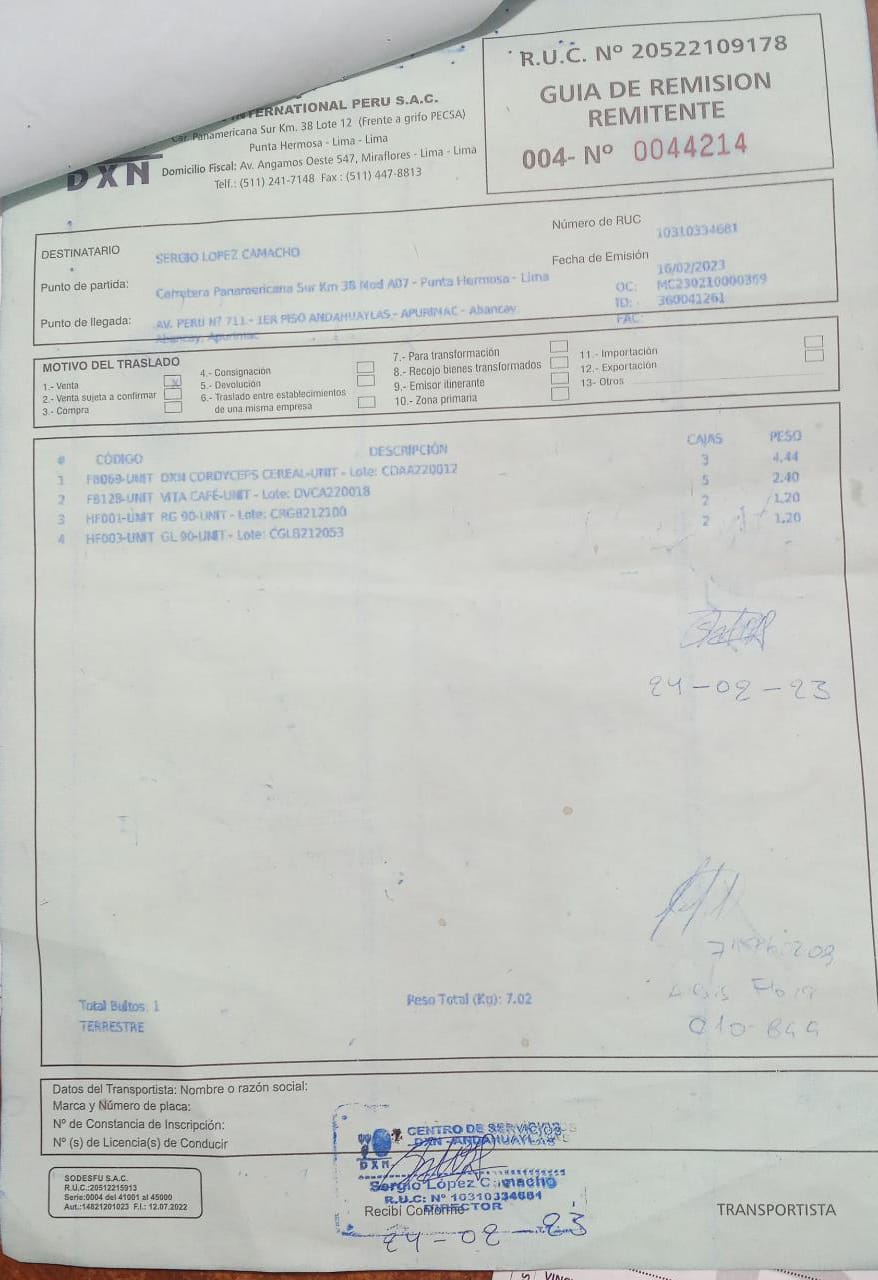 R.U.C. Nº 20522109178
GUIA DE REMISION
REMITENTE
004- Nº 0044214
INTERNATIONAL PERU S.A.C.
Car. Panamericana Sur Km. 38 Lote 12 (Frente a grifo PECSA)
Punta Hermosa - Lima - Lima
DXN
Domicilio Fiscal: Av. Angamos Oeste 547, Miraflores - Lima - Lima
Telf.: (511) 241-7148 Fax : (511) 447-8813
DESTINATARIO SERGIO LOPEZ CAMACHO
Número de RUC 10310334681
Punto de partida: Carretera Panamericana Sur Km 38 Mod A07 - Punta Hermosa - Lima
Fecha de Emisión 16/02/2023
OC: MC230210000369
Punto de llegada: AV. PERU Nº 711 - 1ER PISO ANDAHUAYLAS - APURIMAC - Abancay
Abancay, Apurimac
ID: 360041261
FAC
MOTIVO DEL TRASLADO
1.- Venta X
2.- Venta sujeta a confirmar
3.- Compra
4.- Consignación
5.- Devolución
6.- Traslado entre establecimientos
de una misma empresa
7.- Para transformación
8.- Recojo bienes transformados
9.- Emisor itinerante
10.- Zona primaria
11.- Importación
12.- Exportación
13- Otros
# CÓDIGO DESCRIPCIÓN CAJAS PESO
1 FB069-UNIT DXN CORDYCEPS CEREAL-UNIT - Lote: CDAA220012 3 4.44
2 FB128-UNIT VITA CAFÉ-UNIT - Lote: DVCA220018 5 2.40
3 HF001-UNIT RG 90-UNIT - Lote: CRG8212100 2 1.20
4 HF003-UNIT GL 90-UNIT - Lote: CGL8212053 2 1.20
24-02-23
010-844
Total Bultos: 1
Peso Total (Kg): 7.02
TERRESTRE
Datos del Transportista: Nombre o razón social:
Marca y Número de placa:
Nº de Constancia de Inscripción:
Nº (s) de Licencia(s) de Conducir
CENTRO DE SERVICIOS
DXN - ANDAHUAYLAS
DXN
Sergio López Camacho
R.U.C: Nº 10310334681
DIRECTOR
Recibí Conforme
24-02-23
SODESFU S.A.C.
R.U.C.:20512215913
Serie:0004 del 41001 al 45000
Aut.:14821201023 F.I.: 12.07.2022
TRANSPORTISTA